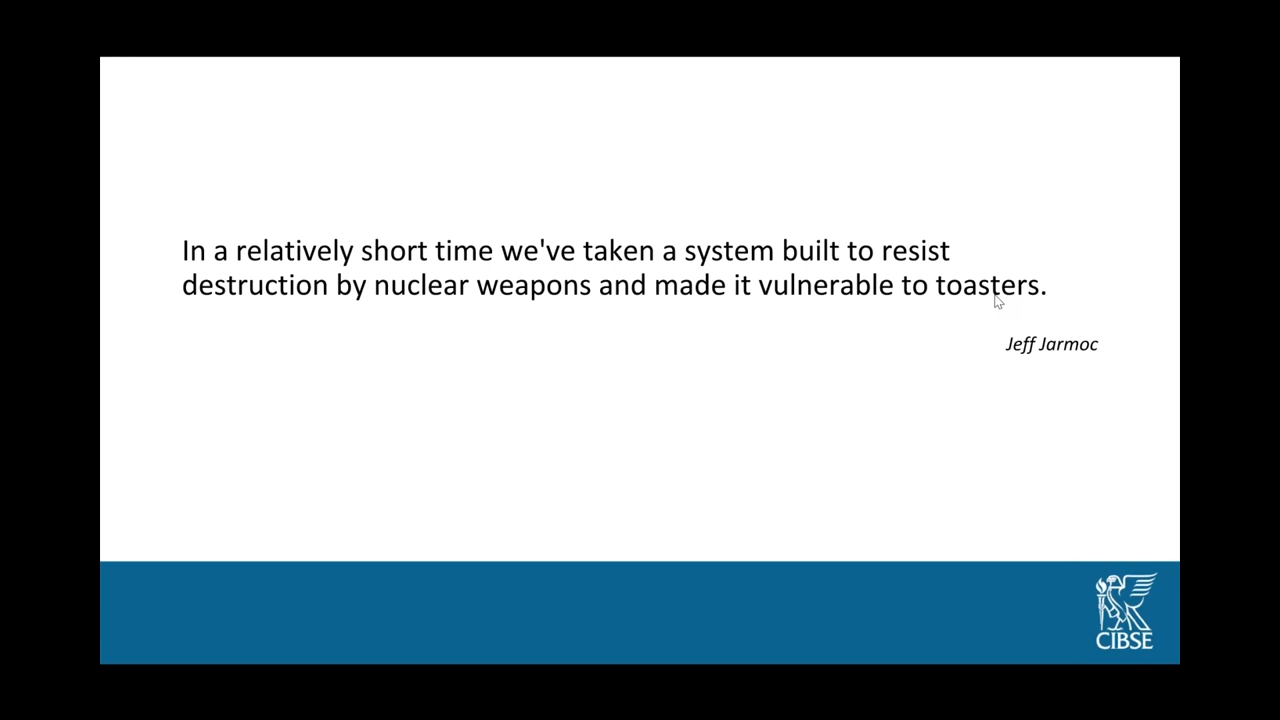 In a relatively short time we've taken a system built to resist
destruction by nuclear weapons and made it vulnerable to toasters.
Jeff Jarmoc
CIBSE